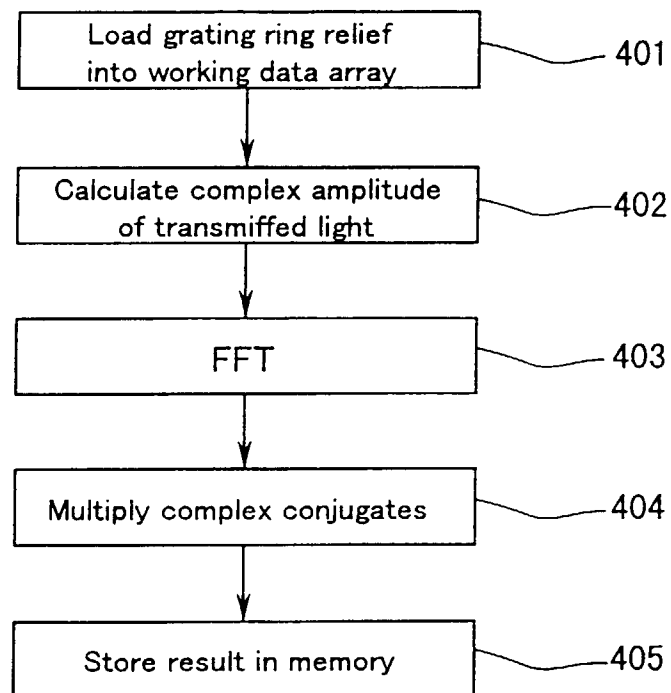 Load grating ring relief
into working data array
401
Calculate complex amplitude
of transmiffed light
402
FFT
403
Multiply complex conjugates
404
Store result in memory
405